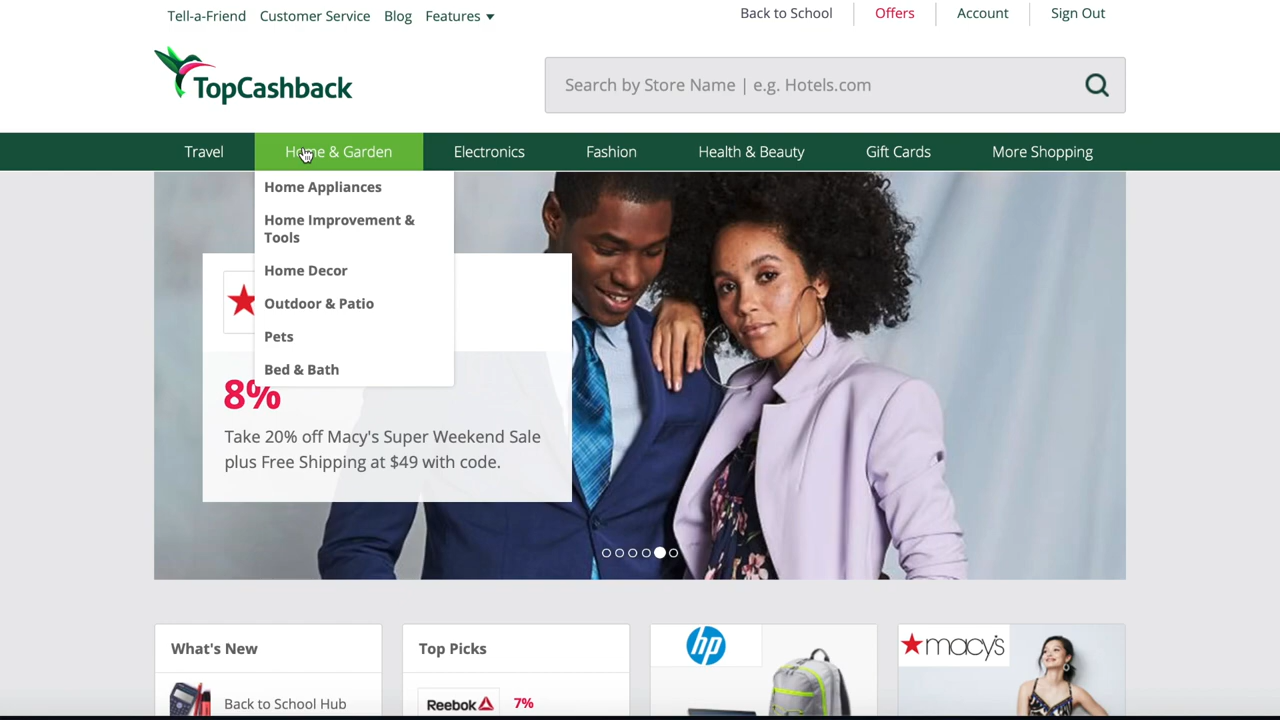 Tell-a-Friend Customer Service Blog Features
Back to School Offers Account Sign Out
TopCashback
Search by Store Name | e.g. Hotels.com
Travel Home & Garden Electronics Fashion Health & Beauty Gift Cards More Shopping
Home Appliances
Home Improvement &
Tools
Home Decor
Outdoor & Patio
Pets
Bed & Bath
8%
Take 20% off Macy's Super Weekend Sale
plus Free Shipping at $49 with code.
What's New
Back to School Hub
Top Picks
Reebok 7%
hp
macy's